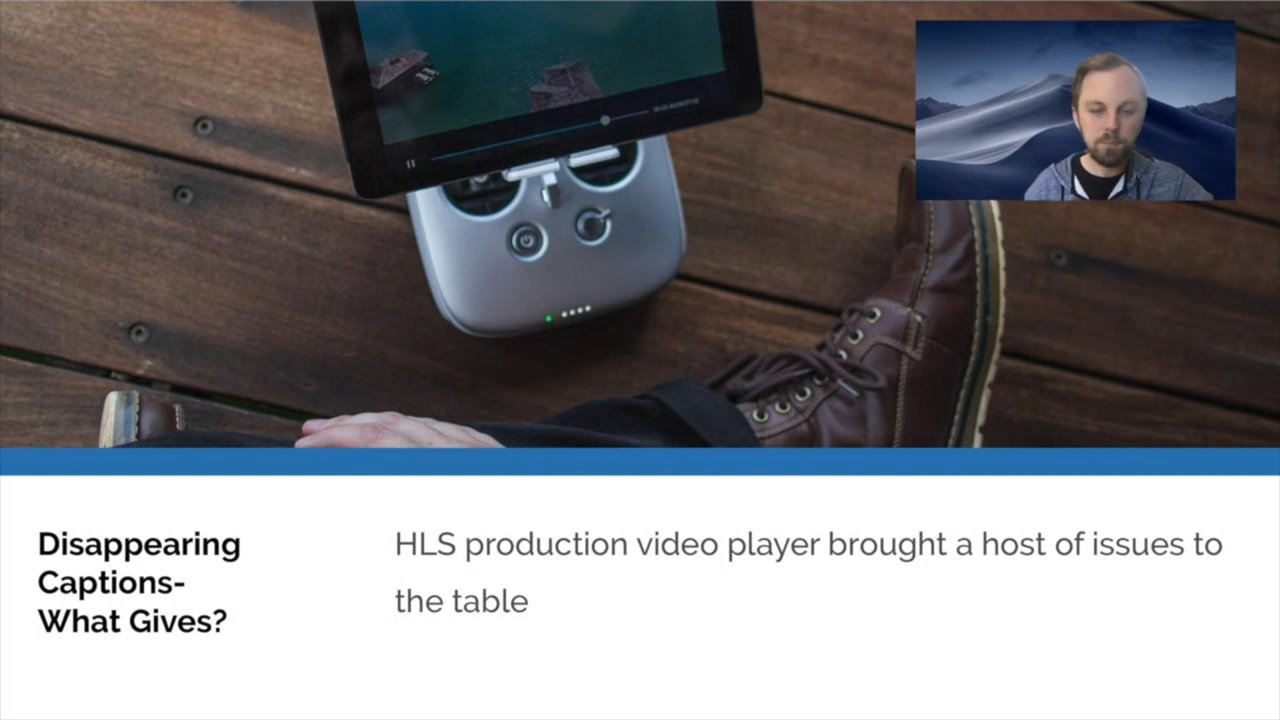 Disappearing
Captions-
What Gives?
HLS production video player brought a host of issues to
the table